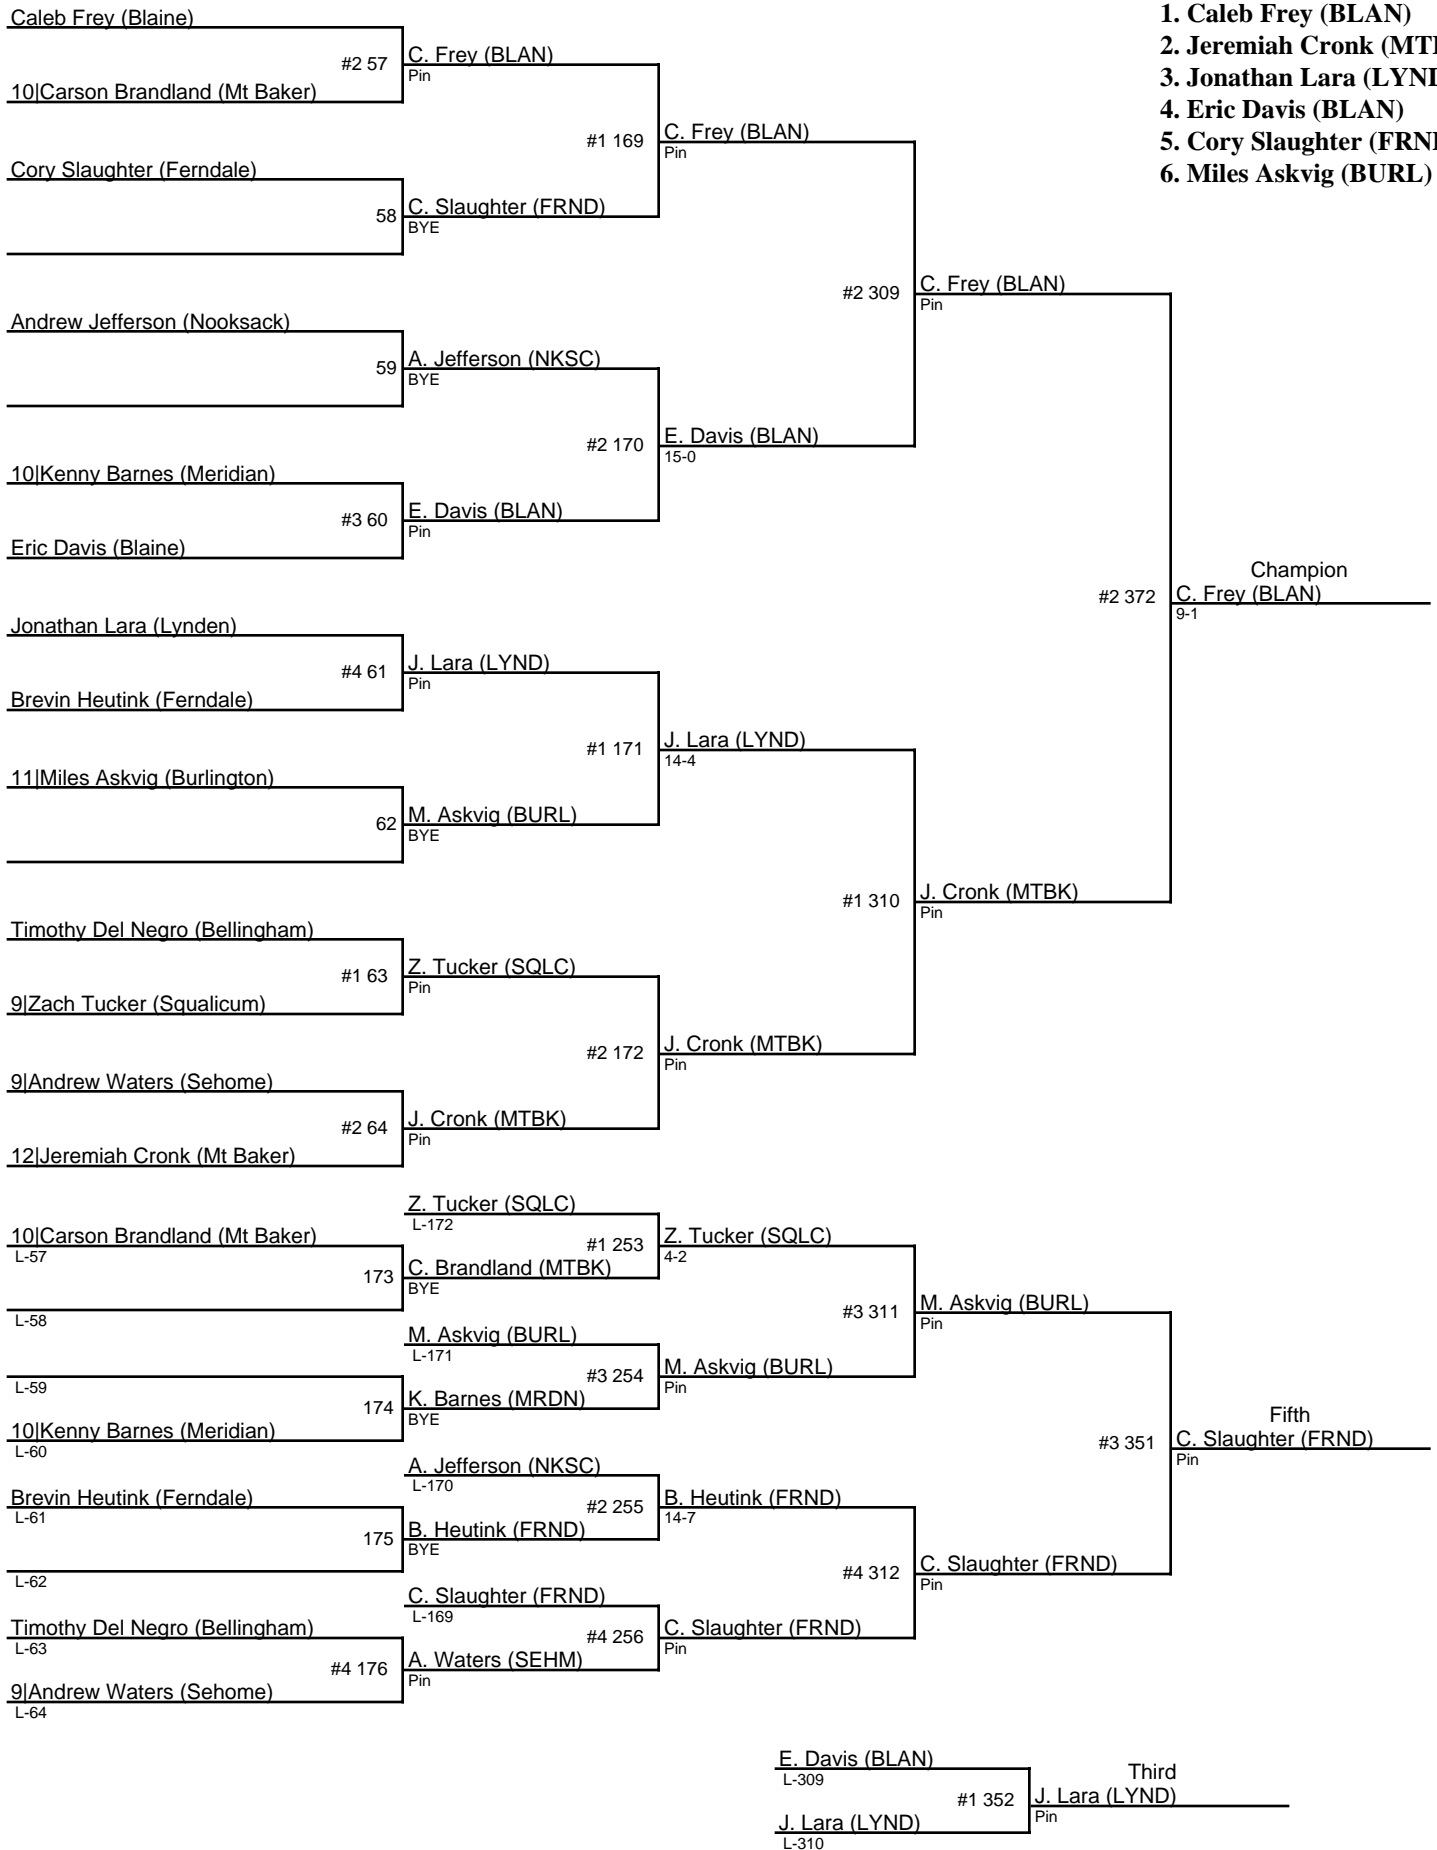 Caleb Frey (Blaine)
#2 57
C. Frey (BLAN)
Pin
10|Carson Brandland (Mt Baker)
#1 169
C. Frey (BLAN)
Pin
Cory Slaughter (Ferndale)
58
C. Slaughter (FRND)
BYE
#2 309
C. Frey (BLAN)
Pin
Andrew Jefferson (Nooksack)
59
A. Jefferson (NKSC)
BYE
#2 170
E. Davis (BLAN)
15-0
10|Kenny Barnes (Meridian)
#3 60
E. Davis (BLAN)
Pin
Eric Davis (Blaine)
#2 372
Champion
C. Frey (BLAN)
9-1
Jonathan Lara (Lynden)
#4 61
J. Lara (LYND)
Pin
Brevin Heutink (Ferndale)
#1 171
J. Lara (LYND)
14-4
11|Miles Askvig (Burlington)
62
M. Askvig (BURL)
BYE
#1 310
J. Cronk (MTBK)
Pin
Timothy Del Negro (Bellingham)
#1 63
Z. Tucker (SQLC)
Pin
9|Zach Tucker (Squalicum)
#2 172
J. Cronk (MTBK)
Pin
9|Andrew Waters (Sehome)
#2 64
J. Cronk (MTBK)
Pin
12|Jeremiah Cronk (Mt Baker)
Z. Tucker (SQLC)
L-172
10|Carson Brandland (Mt Baker)
L-57
#1 253
Z. Tucker (SQLC)
4-2
173
C. Brandland (MTBK)
BYE
L-58
#3 311
M. Askvig (BURL)
Pin
M. Askvig (BURL)
L-171
L-59
#3 254
M. Askvig (BURL)
Pin
174
K. Barnes (MRDN)
BYE
10|Kenny Barnes (Meridian)
L-60
#3 351
Fifth
C. Slaughter (FRND)
Pin
A. Jefferson (NKSC)
L-170
Brevin Heutink (Ferndale)
L-61
#2 255
B. Heutink (FRND)
14-7
175
B. Heutink (FRND)
BYE
L-62
#4 312
C. Slaughter (FRND)
Pin
C. Slaughter (FRND)
L-169
Timothy Del Negro (Bellingham)
L-63
#4 256
C. Slaughter (FRND)
Pin
#4 176
A. Waters (SEHM)
Pin
9|Andrew Waters (Sehome)
L-64
E. Davis (BLAN)
L-309
#1 352
Third
J. Lara (LYND)
Pin
J. Lara (LYND)
L-310
1. Caleb Frey (BLAN)
2. Jeremiah Cronk
3. Jonathan Lara
4. Eric Davis (BLAN)
5. Cory Slaughter
6. Miles Askvig (BURL)